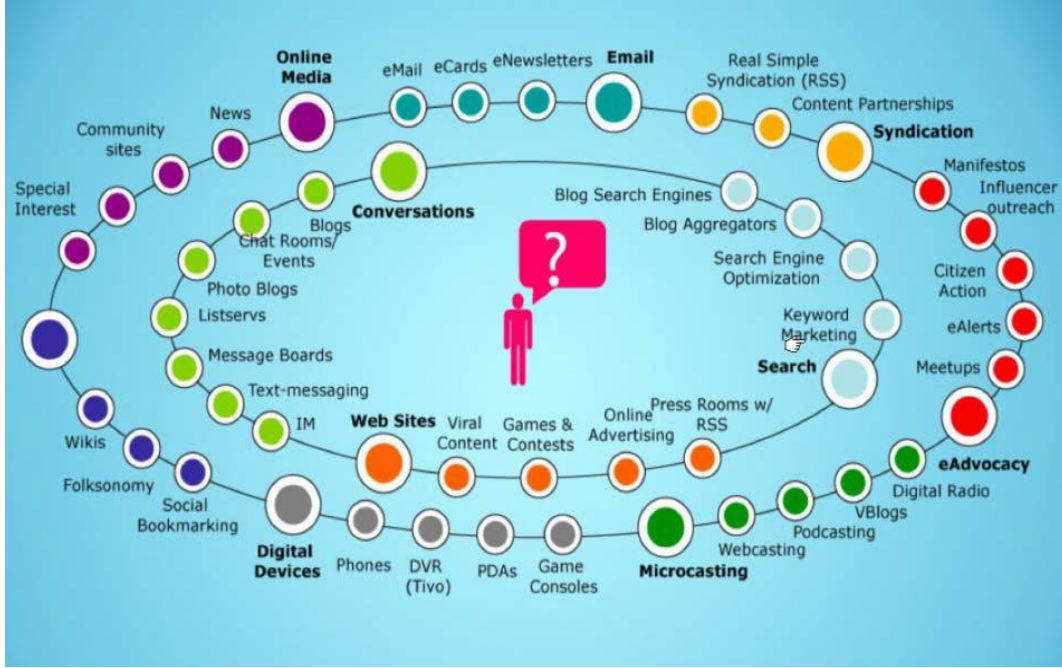 Online
Media
eMail
eCards
eNewsletters
Email
Real Simple
Syndication (RSS)
Content Partnerships
Syndication
News
Community
sites
Special
Interest
Manifestos
Influencer
outreach
Citizen
Action
eAlerts
Meetups
eAdvocacy
Conversations
Blogs
Chat Rooms/
Events
Photo Blogs
Listservs
Message Boards
Text-messaging
IM
?
Blog Search Engines
Blog Aggregators
Search Engine
Optimization
Keyword
Marketing
Search
Web Sites
Viral
Content
Games &
Contests
Online
Advertising
Press Rooms w/
RSS
Wikis
Folksonomy
Social
Bookmarking
Digital
Devices
Phones
DVR
(Tivo)
PDAs
Game
Consoles
Microcasting
Webcasting
Podcasting
VBlogs
Digital Radio